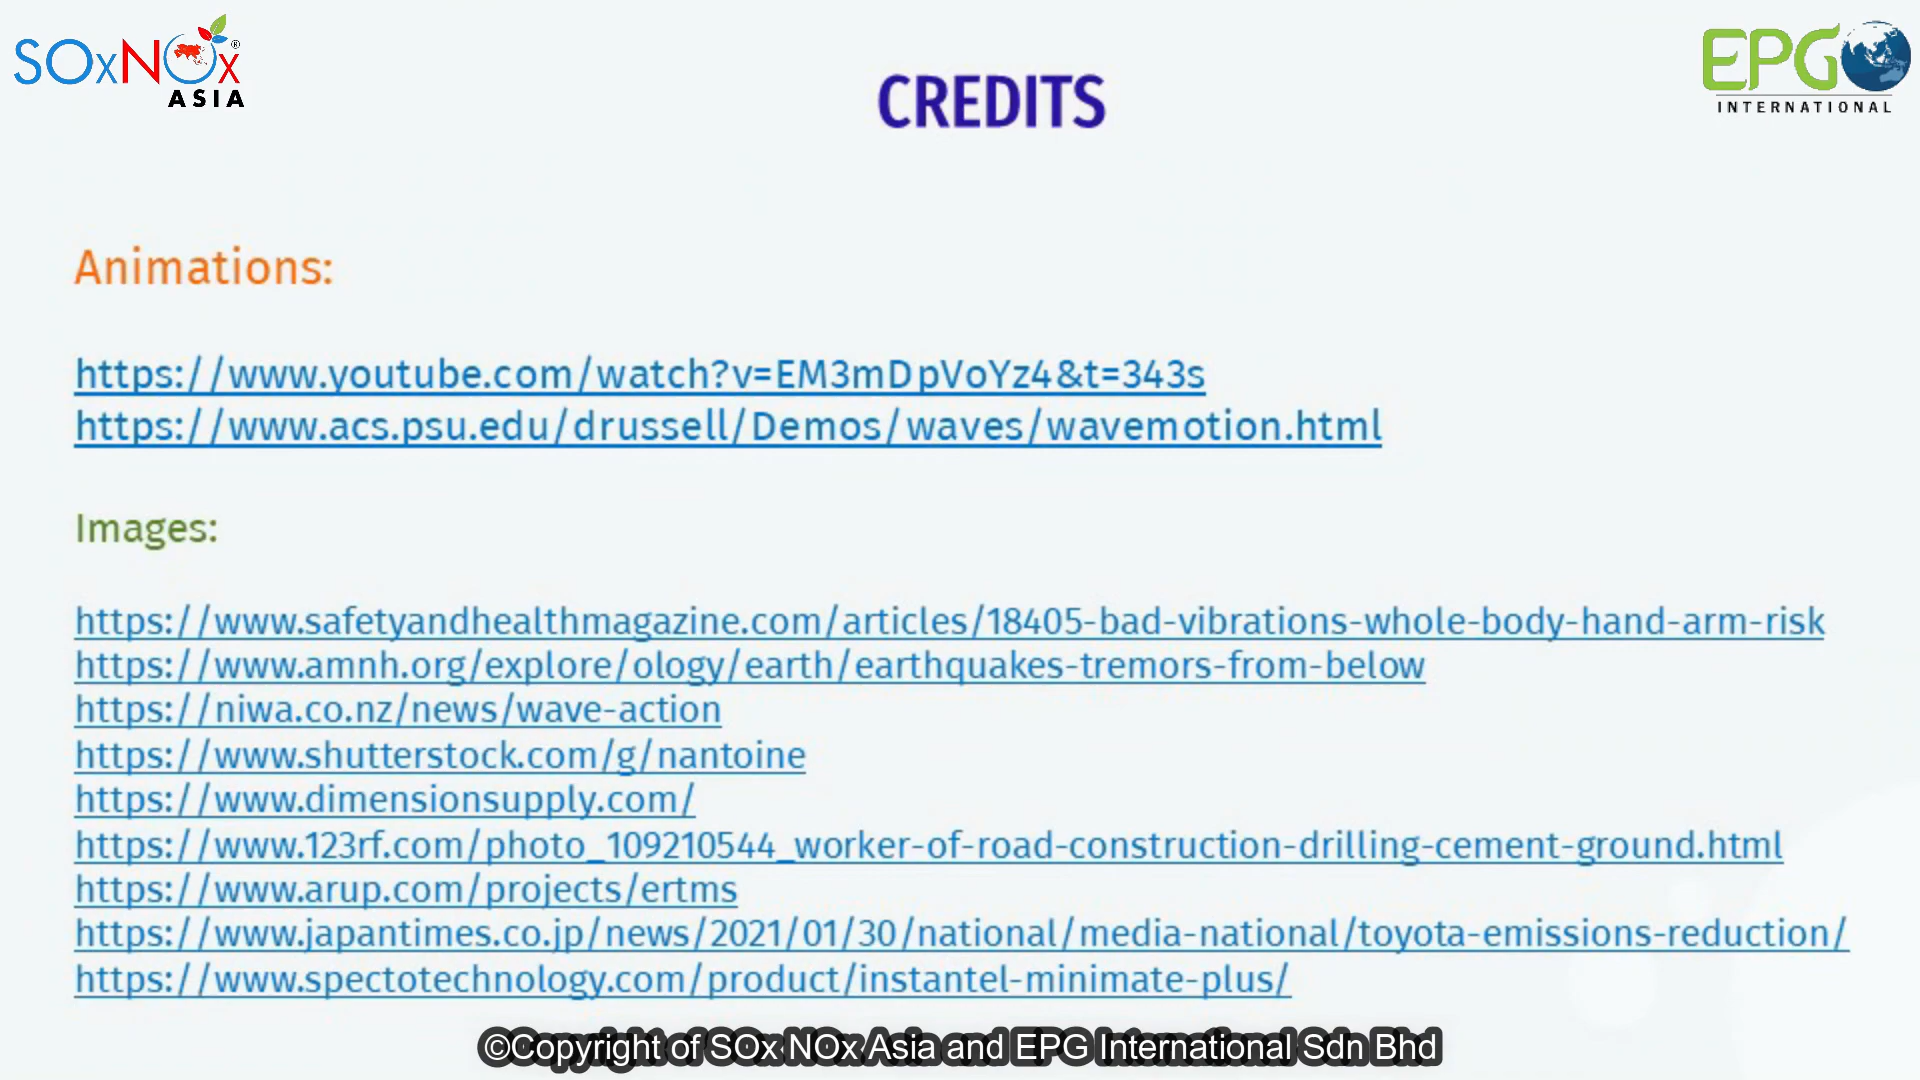 SOxNOx®
ASIA
EPG
INTERNATIONAL
CREDITS
Animations:
https://www.youtube.com/watch?v=EM3mDpVoYz4&t=343s
https://www.acs.psu.edu/drussell/Demos/waves/wavemotion.html
Images:
https://www.safetyandhealthmagazine.com/articles/18405-bad-vibrations-whole-body-hand-arm-risk
https://www.amnh.org/explore/ology/earth/earthquakes-tremors-from-below
https://niwa.co.nz/news/wave-action
https://www.shutterstock.com/g/nantoine
https://www.dimensionsupply.com/
https://www.123rf.com/photo_109210544_worker-of-road-construction-drilling-cement-ground.html
https://www.arup.com/projects/ertms
https://www.japantimes.co.jp/news/2021/01/30/national/media-national/toyota-emissions-reduction/
https://www.spectotechnology.com/product/instantel-minimate-plus/
©Copyright of SOx NOx Asia and EPG International Sdn Bhd